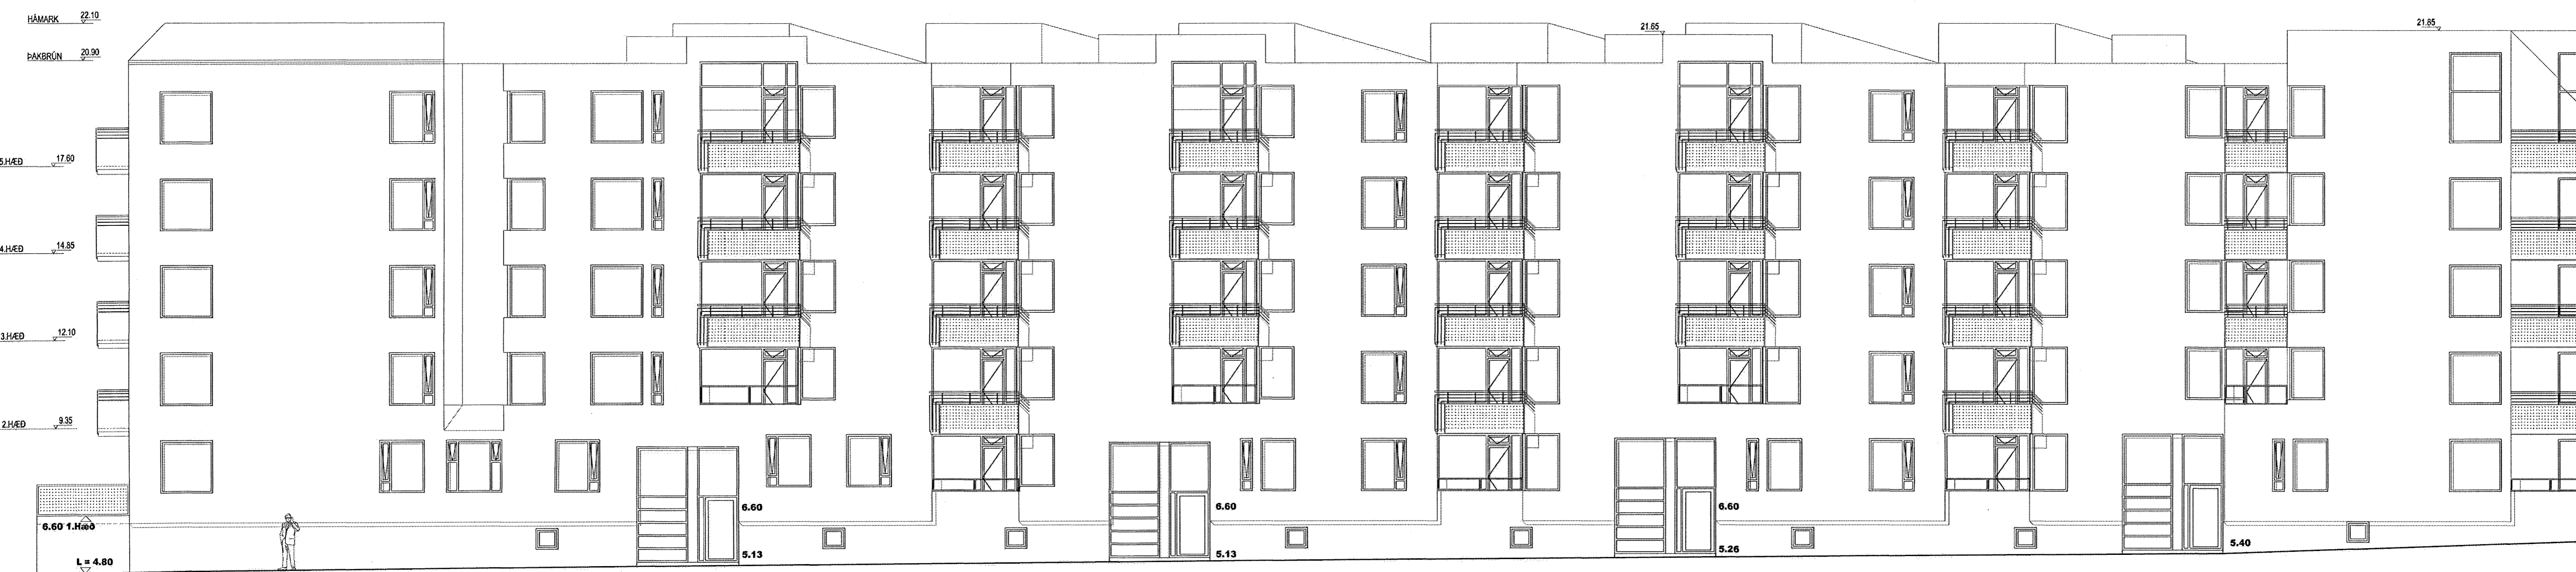 HÁMARK 22.10
ÞAKBRÚN 20.90
21.65
21.85
5.HÆÐ 17.60
4.HÆÐ 14.85
3.HÆÐ 12.10
2.HÆÐ 9.35
6.60 1.Hæð
L = 4.80
6.60
5.13
6.60
5.13
6.60
5.26
5.40